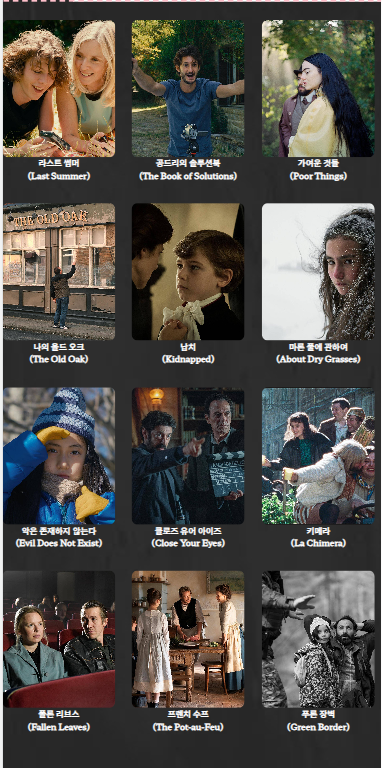 라스트 썸머
(Last Summer)
공드리의 솔루션북
(The Book of Solutions)
가여운 것들
(Poor Things)
THE OLD OAK
나의 올드 오크
(The Old Oak)
납치
(Kidnapped)
마른 풀에 관하여
(About Dry Grasses)
악은 존재하지 않는다
(Evil Does Not Exist)
클로즈 유어 아이즈
(Close Your Eyes)
키메라
(La Chimera)
폴른 리브스
(Fallen Leaves)
프렌치 수프
(The Pot-au-Feu)
푸른 장벽
(Green Border)